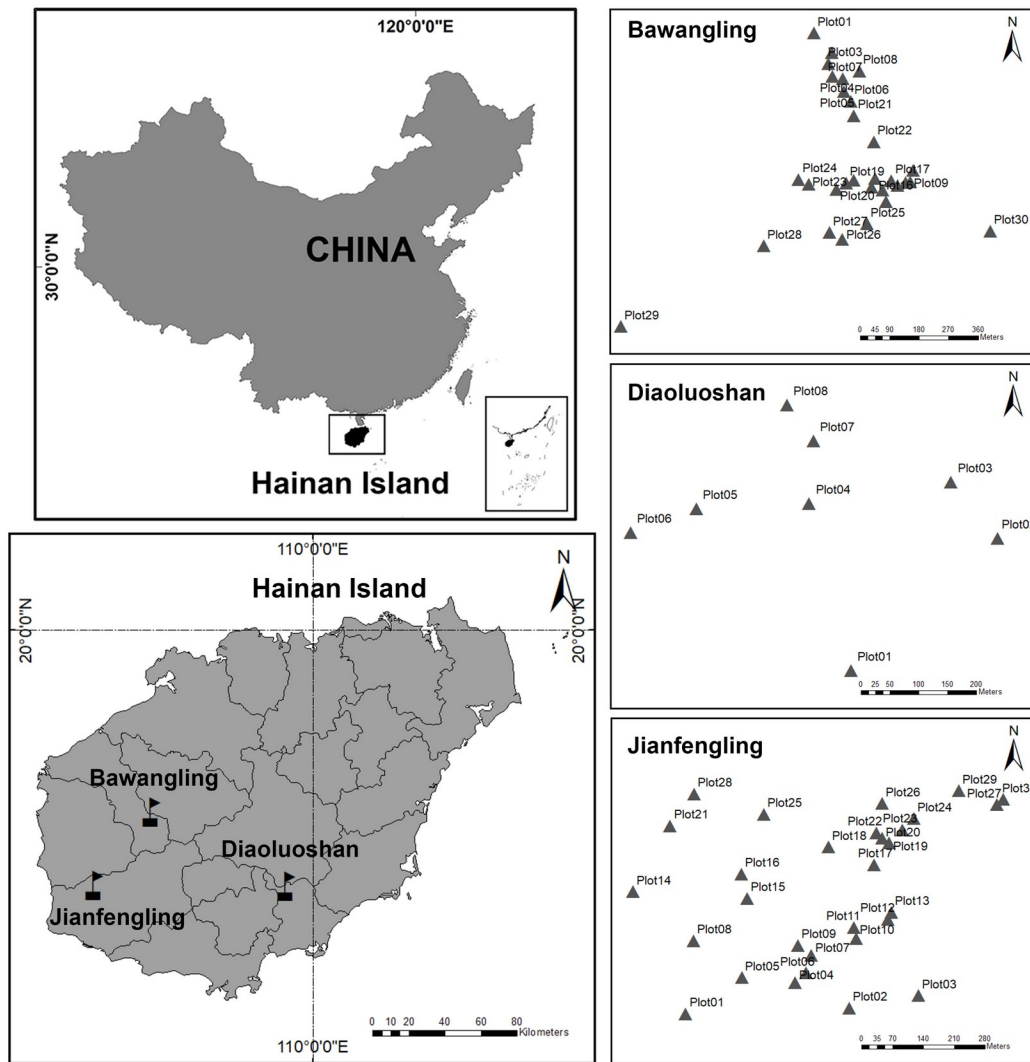 120°0'0"E
30°0'0"N
CHINA
Hainan Island
110°0'0"E
Hainan Island
N
20°0'0"N
20°0'0"N
Bawangling
Diaoluoshan
Jianfengling
0 10 20 40 60 80
Kilometers
110°0'0"E
Bawangling
N
Plot01
Plot03
Plot08
Plot07
Plot04
Plot06
Plot05
Plot21
Plot22
Plot24
Plot19
Plot17
Plot23
Plot09
Plot20
Plot25
Plot27
Plot26
Plot28
Plot30
Plot29
0 45 90 180 270 360
Meters
Diaoluoshan
N
Plot08
Plot07
Plot03
Plot04
Plot05
Plot06
Plot01
0 25 50 100 150 200
Meters
Jianfengling
N
Plot28
Plot29
Plot27
Plot26
Plot24
Plot25
Plot21
Plot22
Plot23
Plot20
Plot18
Plot19
Plot17
Plot16
Plot14
Plot15
Plot13
Plot12
Plot11
Plot10
Plot08
Plot09
Plot07
Plot06
Plot05
Plot04
Plot03
Plot02
Plot01
0 35 70 140 210 280
Meters